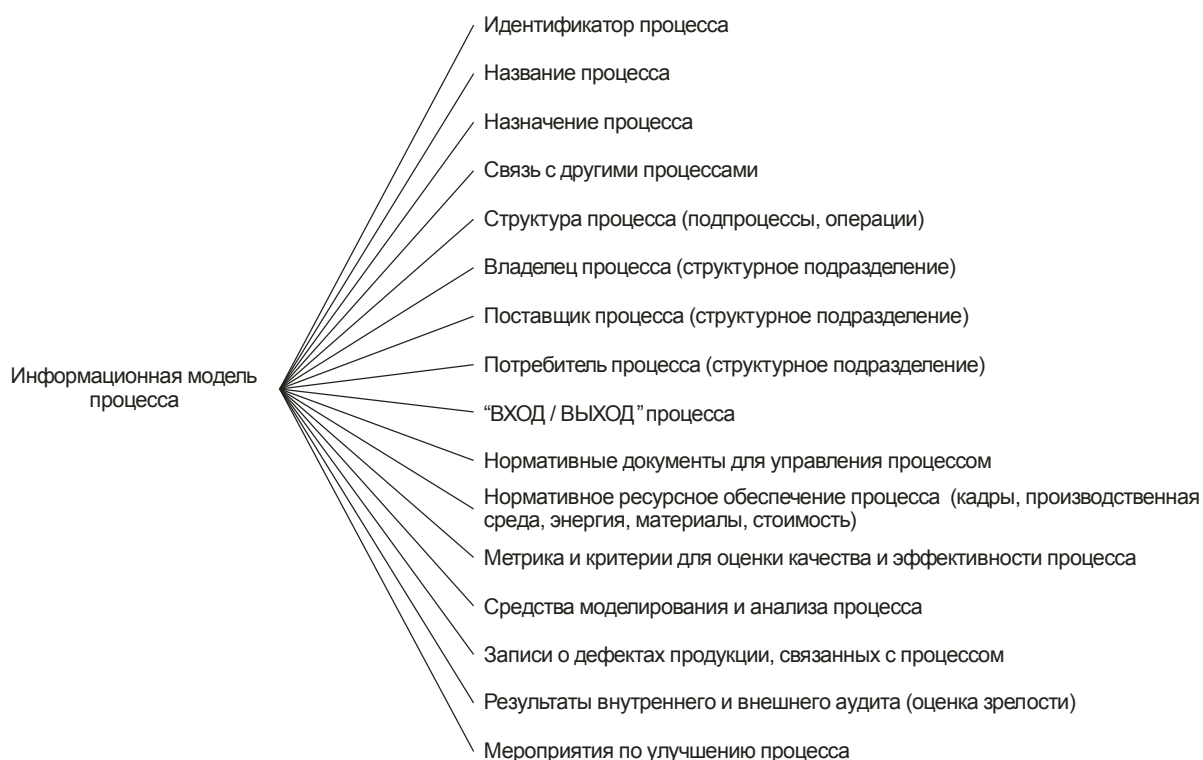 Идентификатор процесса
Название процесса
Назначение процесса
Связь с другими процессами
Структура процесса (подпроцессы, операции)
Владелец процесса (структурное подразделение)
Поставщик процесса (структурное подразделение)
Информационная модель
процесса
Потребитель процесса (структурное подразделение)
“ВХОД / ВЫХОД” процесса
Нормативные документы для управления процессом
Нормативное ресурсное обеспечение процесса (кадры, производственная
среда, энергия, материалы, стоимость)
Метрика и критерии для оценки качества и эффективности процесса
Средства моделирования и анализа процесса
Записи о дефектах продукции, связанных с процессом
Результаты внутреннего и внешнего аудита (оценка зрелости)
Мероприятия по улучшению процесса